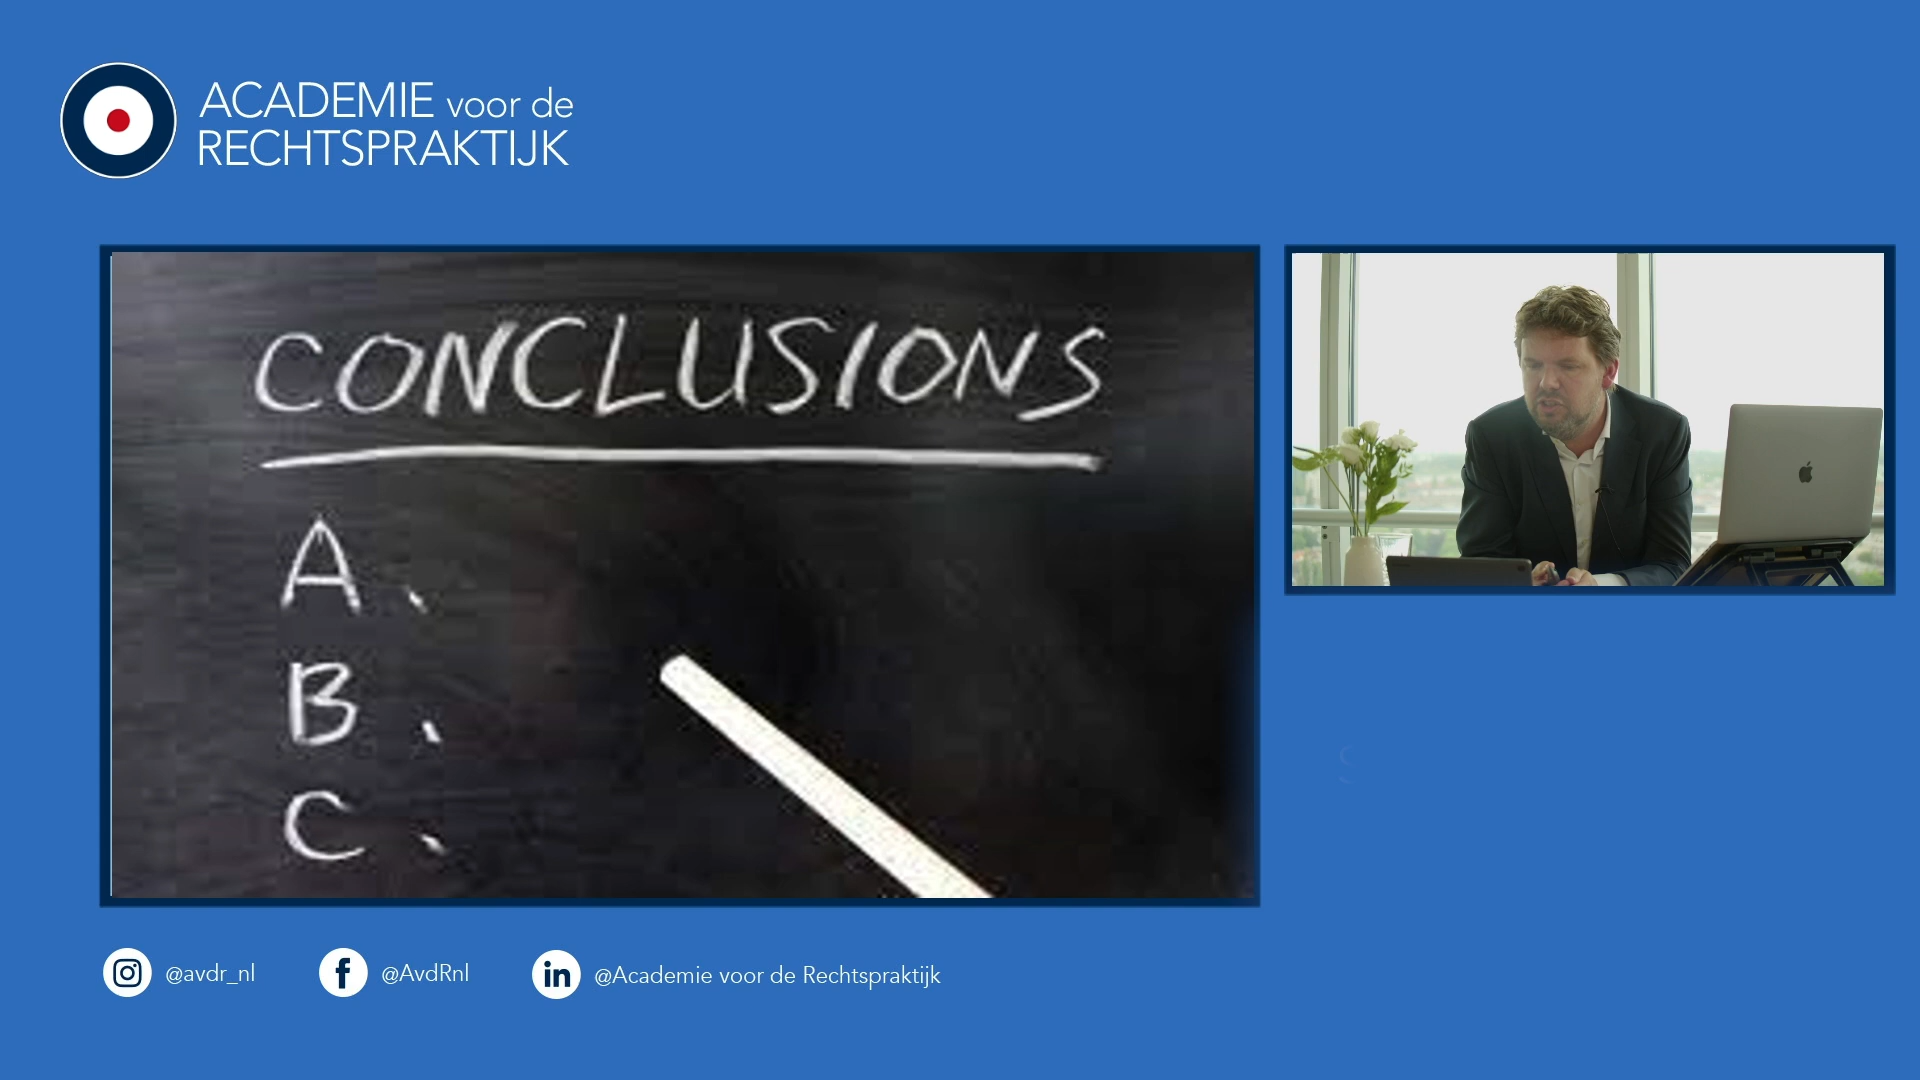 ACADEMIE voor de
RECHTSPRAKTIJK
CONCLUSIONS
A.
B.
C.
@avdr_nl
@AvdRnl
@Academie voor de Rechtspraktijk